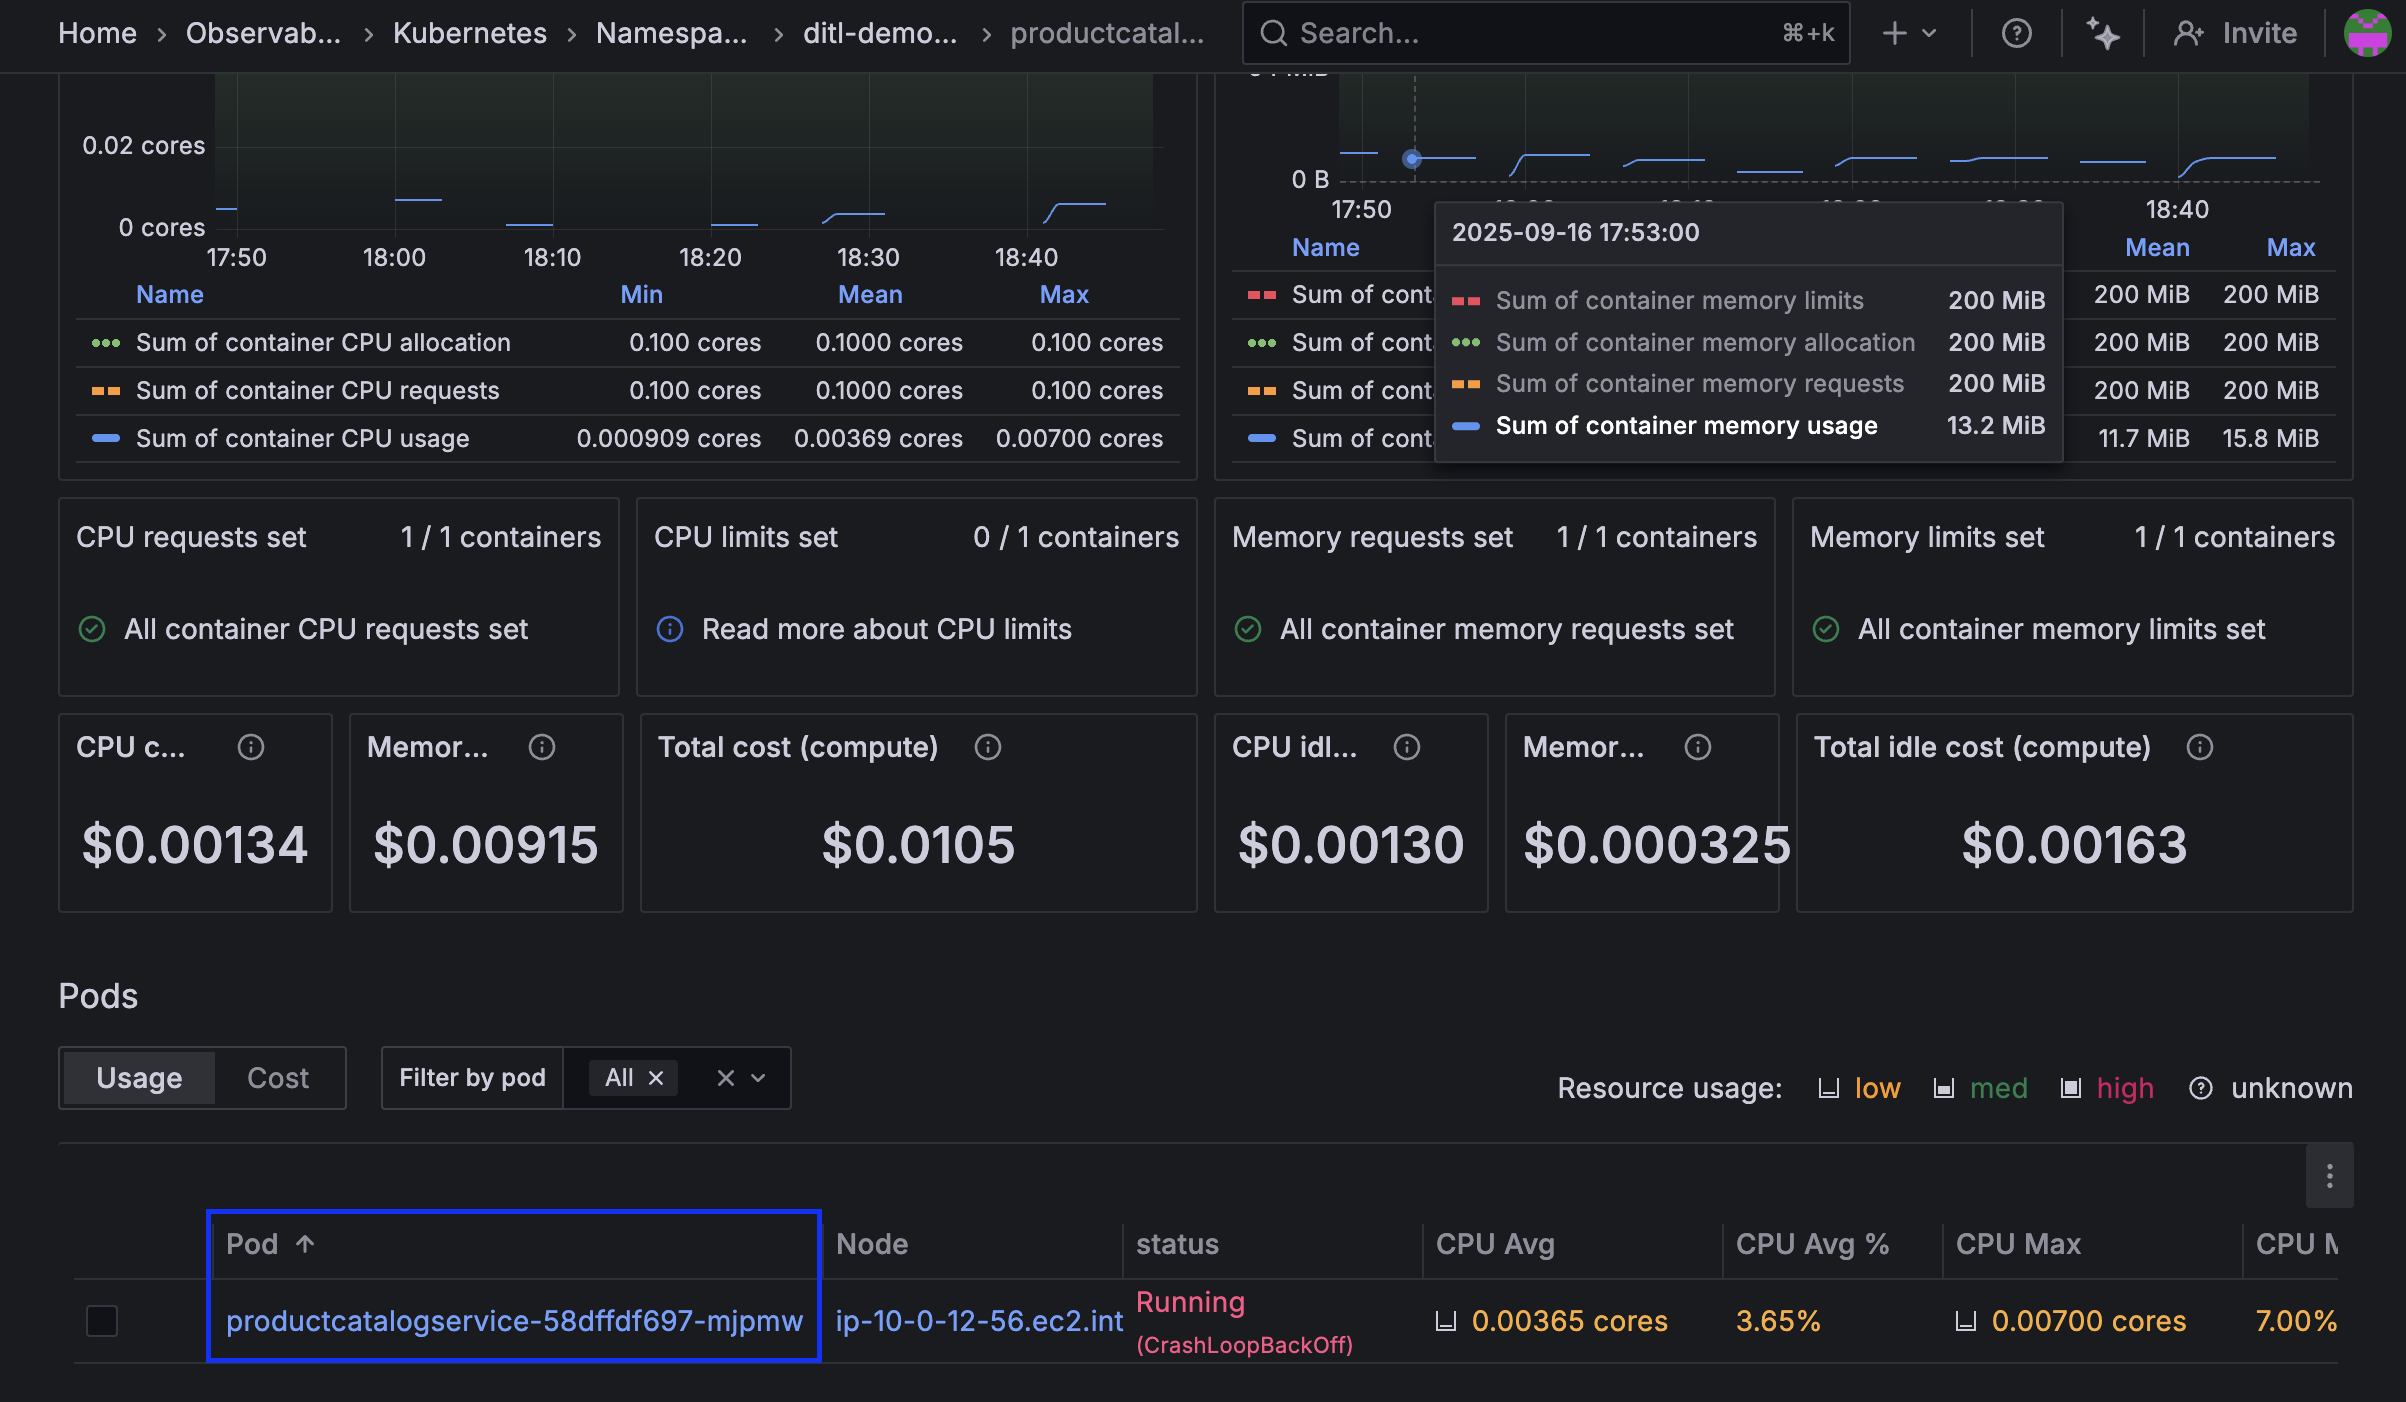 Home › Observab... › Kubernetes › Namespa... › ditl-demo... › productcatal...
Search... ⌘+k
Invite
0.02 cores
0 cores
17:50 18:00 18:10 18:20 18:30 18:40
Name Min Mean Max
Sum of container CPU allocation 0.100 cores 0.1000 cores 0.100 cores
Sum of container CPU requests 0.100 cores 0.1000 cores 0.100 cores
Sum of container CPU usage 0.000909 cores 0.00369 cores 0.00700 cores
0 B
17:50 18:40
Name Mean Max
Sum of cont 200 MiB 200 MiB
Sum of cont 200 MiB 200 MiB
Sum of cont 200 MiB 200 MiB
Sum of cont 11.7 MiB 15.8 MiB
2025-09-16 17:53:00
Sum of container memory limits 200 MiB
Sum of container memory allocation 200 MiB
Sum of container memory requests 200 MiB
Sum of container memory usage 13.2 MiB
CPU requests set 1 / 1 containers
All container CPU requests set
CPU limits set 0 / 1 containers
Read more about CPU limits
Memory requests set 1 / 1 containers
All container memory requests set
Memory limits set 1 / 1 containers
All container memory limits set
CPU c...
$0.00134
Memor...
$0.00915
Total cost (compute)
$0.0105
CPU idl...
$0.00130
Memor...
$0.000325
Total idle cost (compute)
$0.00163
Pods
Usage Cost
Filter by pod All
Resource usage: low med high unknown
Pod ↑ Node status CPU Avg CPU Avg % CPU Max CPU M
productcatalogservice-58dffdf697-mjpmw ip-10-0-12-56.ec2.int Running 0.00365 cores 3.65% 0.00700 cores 7.00%
(CrashLoopBackOff)